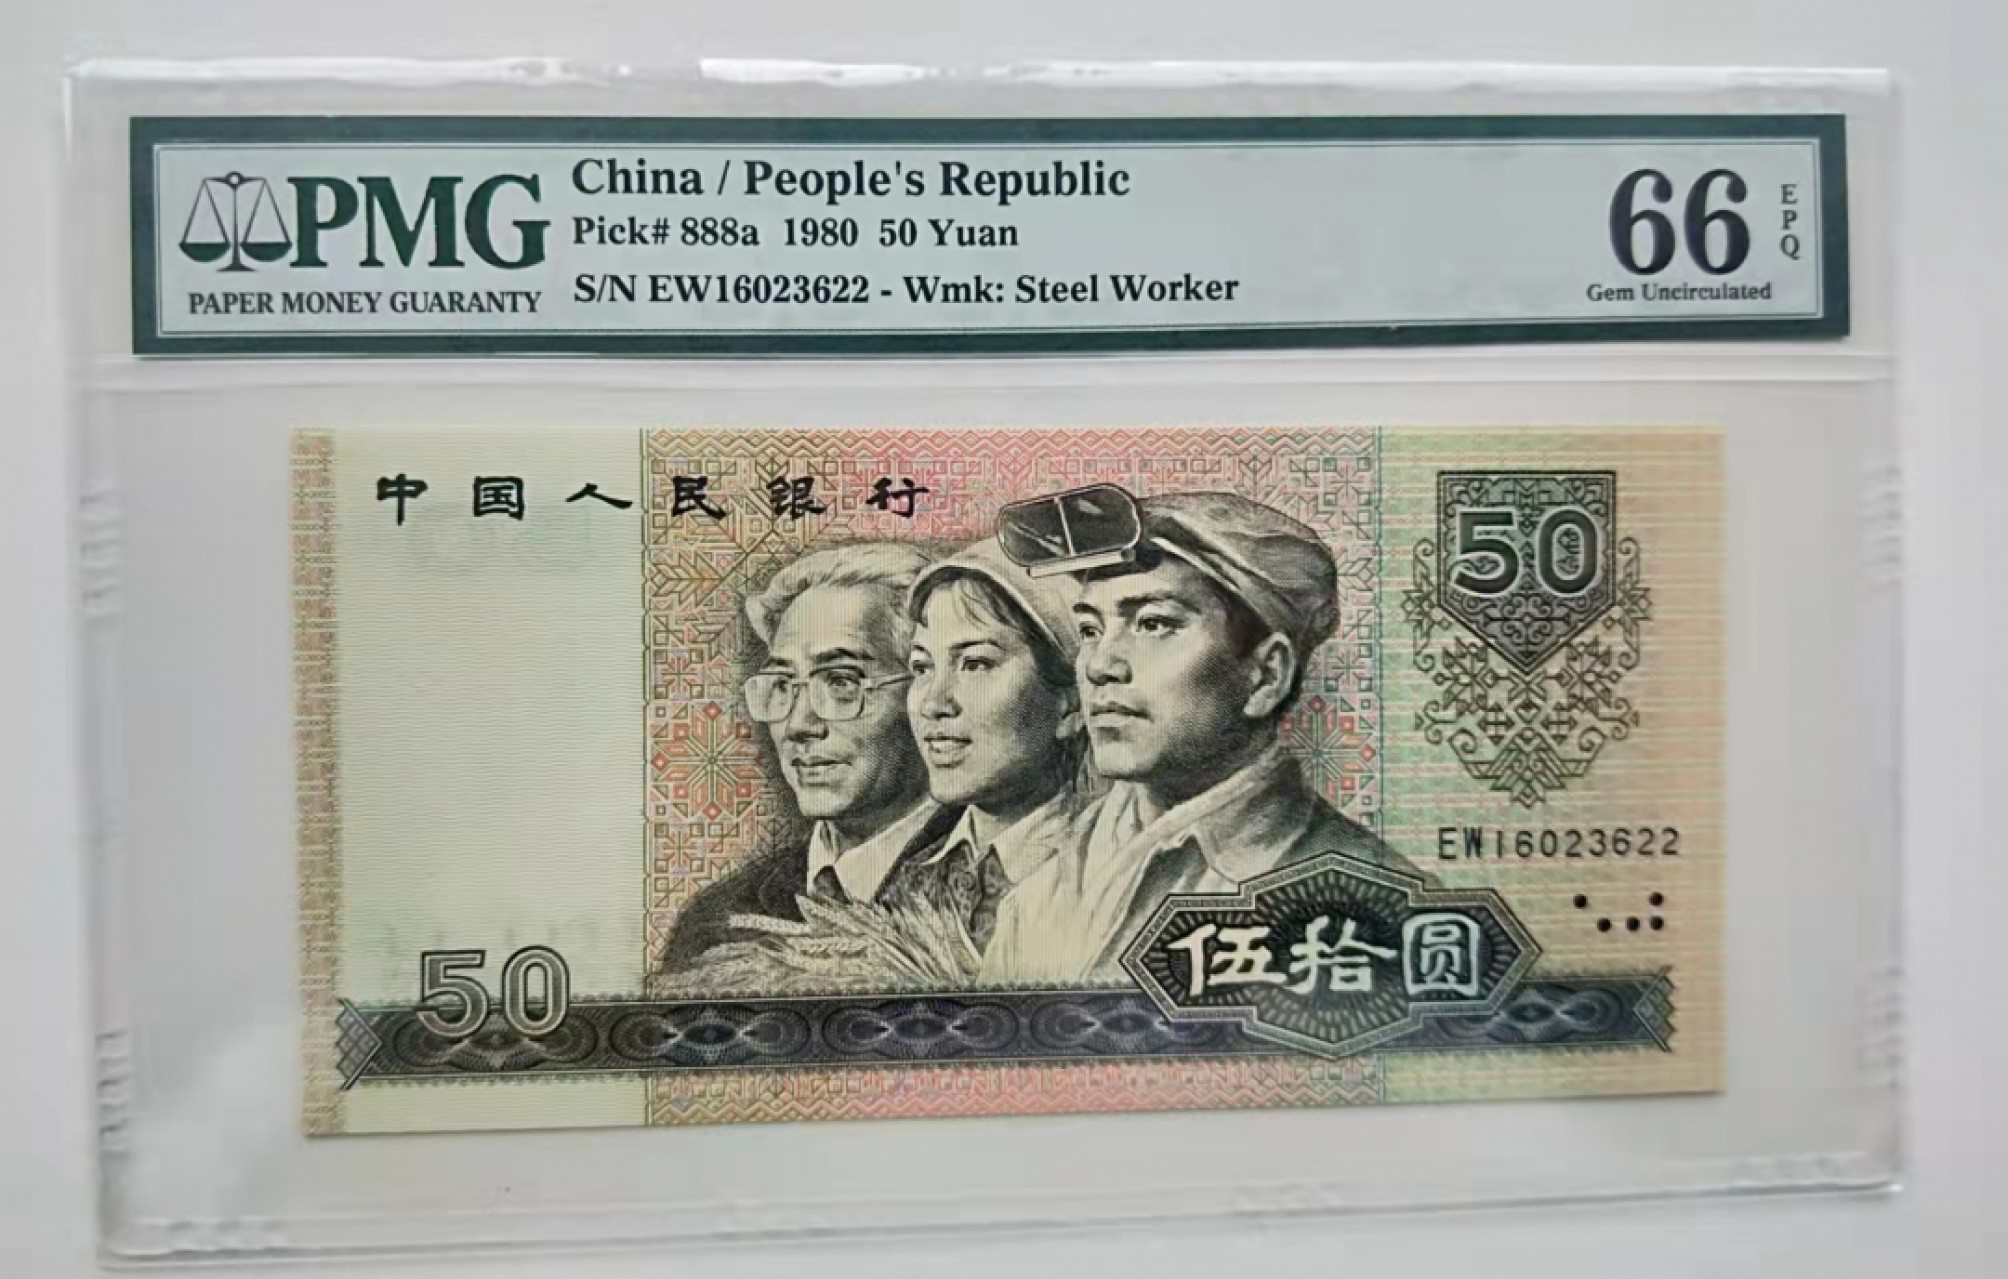 PMG
PAPER MONEY GUARANTY
China / People's Republic
Pick# 888a 1980 50 Yuan
S/N EW16023622 - Wmk: Steel Worker
66
EPQ
Gem Uncirculated
中国人民银行
50
EW16023622
50
伍拾圆